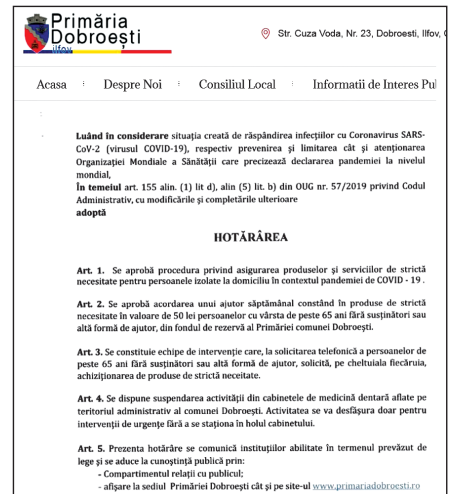 Primăria
Dobroești
ilfov
Str. Cuza Voda, Nr. 23, Dobroesti, Ilfov,
Acasa
Despre Noi
Consiliul Local
Informatii de Interes Pul
Luând în considerare situația creată de răspândirea infecțiilor cu Coronavirus SARS-
CoV-2 (virusul COVID-19), respectiv prevenirea și limitarea cât și atenționarea
Organizației Mondiale a Sănătății care precizează declararea pandemiei la nivelul
mondial,
În temeiul art. 155 alin. (1) lit d), alin (5) lit. b) din OUG nr. 57/2019 privind Codul
Administrativ, cu modificările și completările ulterioare
adoptă
HOTĂRÂREA
Art. 1. Se aprobă procedura privind asigurarea produselor și serviciilor de strictă
necesitate pentru persoanele izolate la domiciliu în contextul pandemiei de COVID - 19 .
Art. 2. Se aprobă acordarea unui ajutor săptămânal constând în produse de strictă
necesitate în valoare de 50 lei persoanelor cu vârsta de peste 65 ani fără susținători sau
altă formă de ajutor, din fondul de rezervă al Primăriei comunei Dobroești.
Art. 3. Se constituie echipe de intervenție care, la solicitarea telefonică a persoanelor de
peste 65 ani fără susținători sau altă formă de ajutor, solicită, pe cheltuiala fiecăruia,
achiziționarea de produse de strictă neceitate.
Art. 4. Se dispune suspendarea activității din cabinetele de medicină dentară aflate pe
teritoriul administrativ al comunei Dobroești. Activitatea se va desfășura doar pentru
intervenții de urgențe fără a se staționa în holul cabinetului.
Art. 5. Prezenta hotărâre se comunică instituțiilor abilitate în termenul prevăzut de
lege și se aduce la cunoștință publică prin:
- Compartimentul relații cu publicul;
- afișare la sediul Primăriei Dobroești cât și pe site-ul www.primariadobroesti.ro